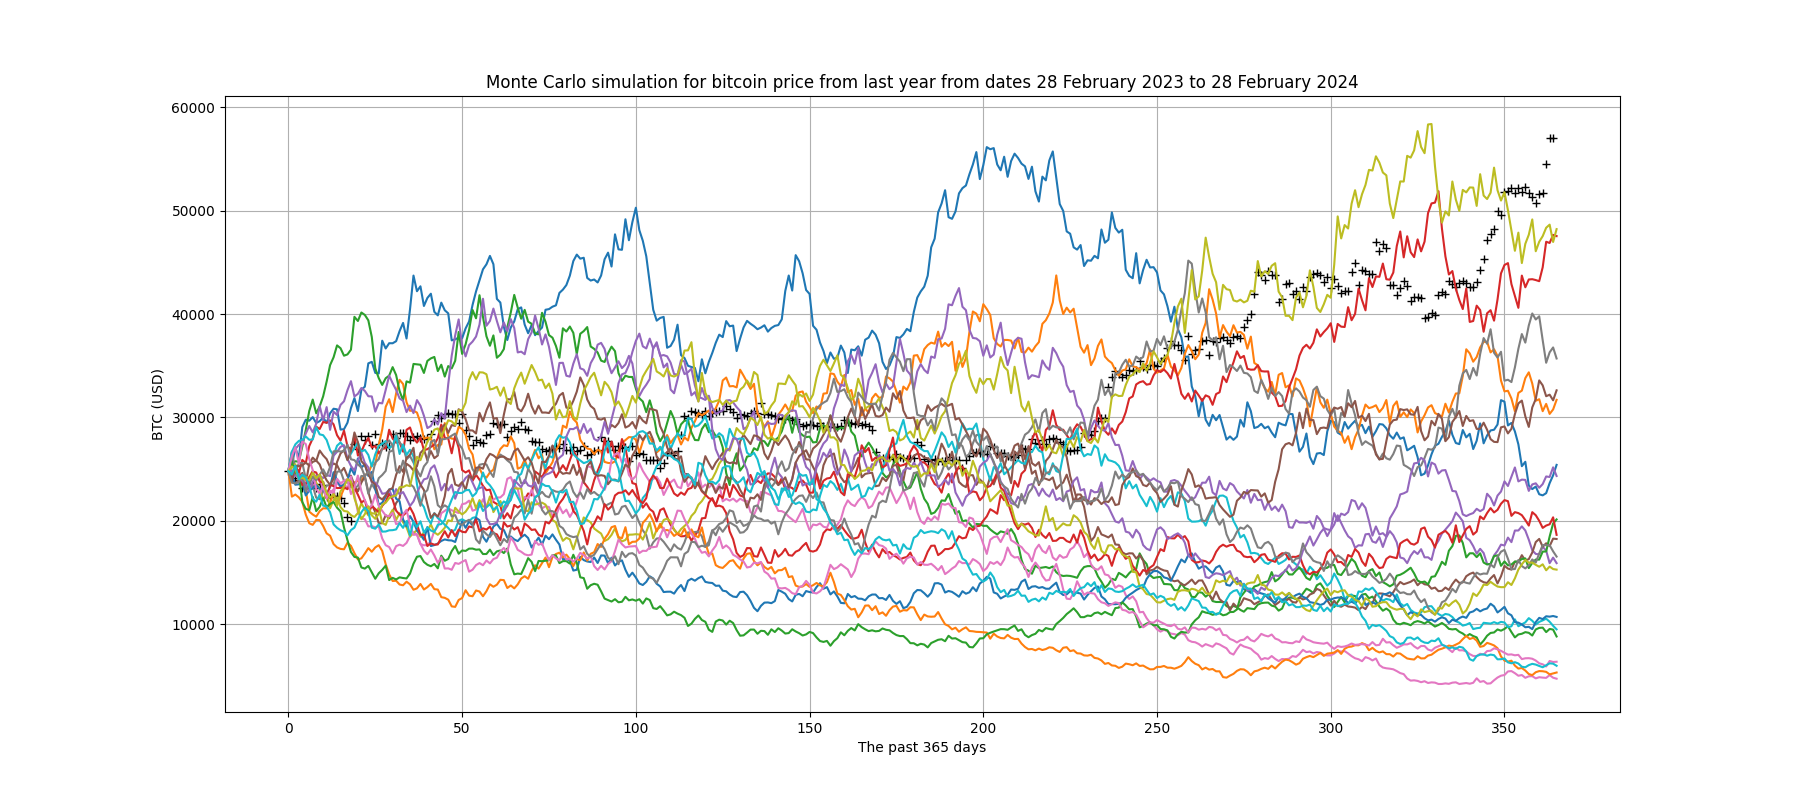 Monte Carlo simulation for bitcoin price from last year from dates 28 February 2023 to 28 February 2024
60000
50000
40000
30000
20000
10000
BTC (USD)
0 50 100 150 200 250 300 350
The past 365 days